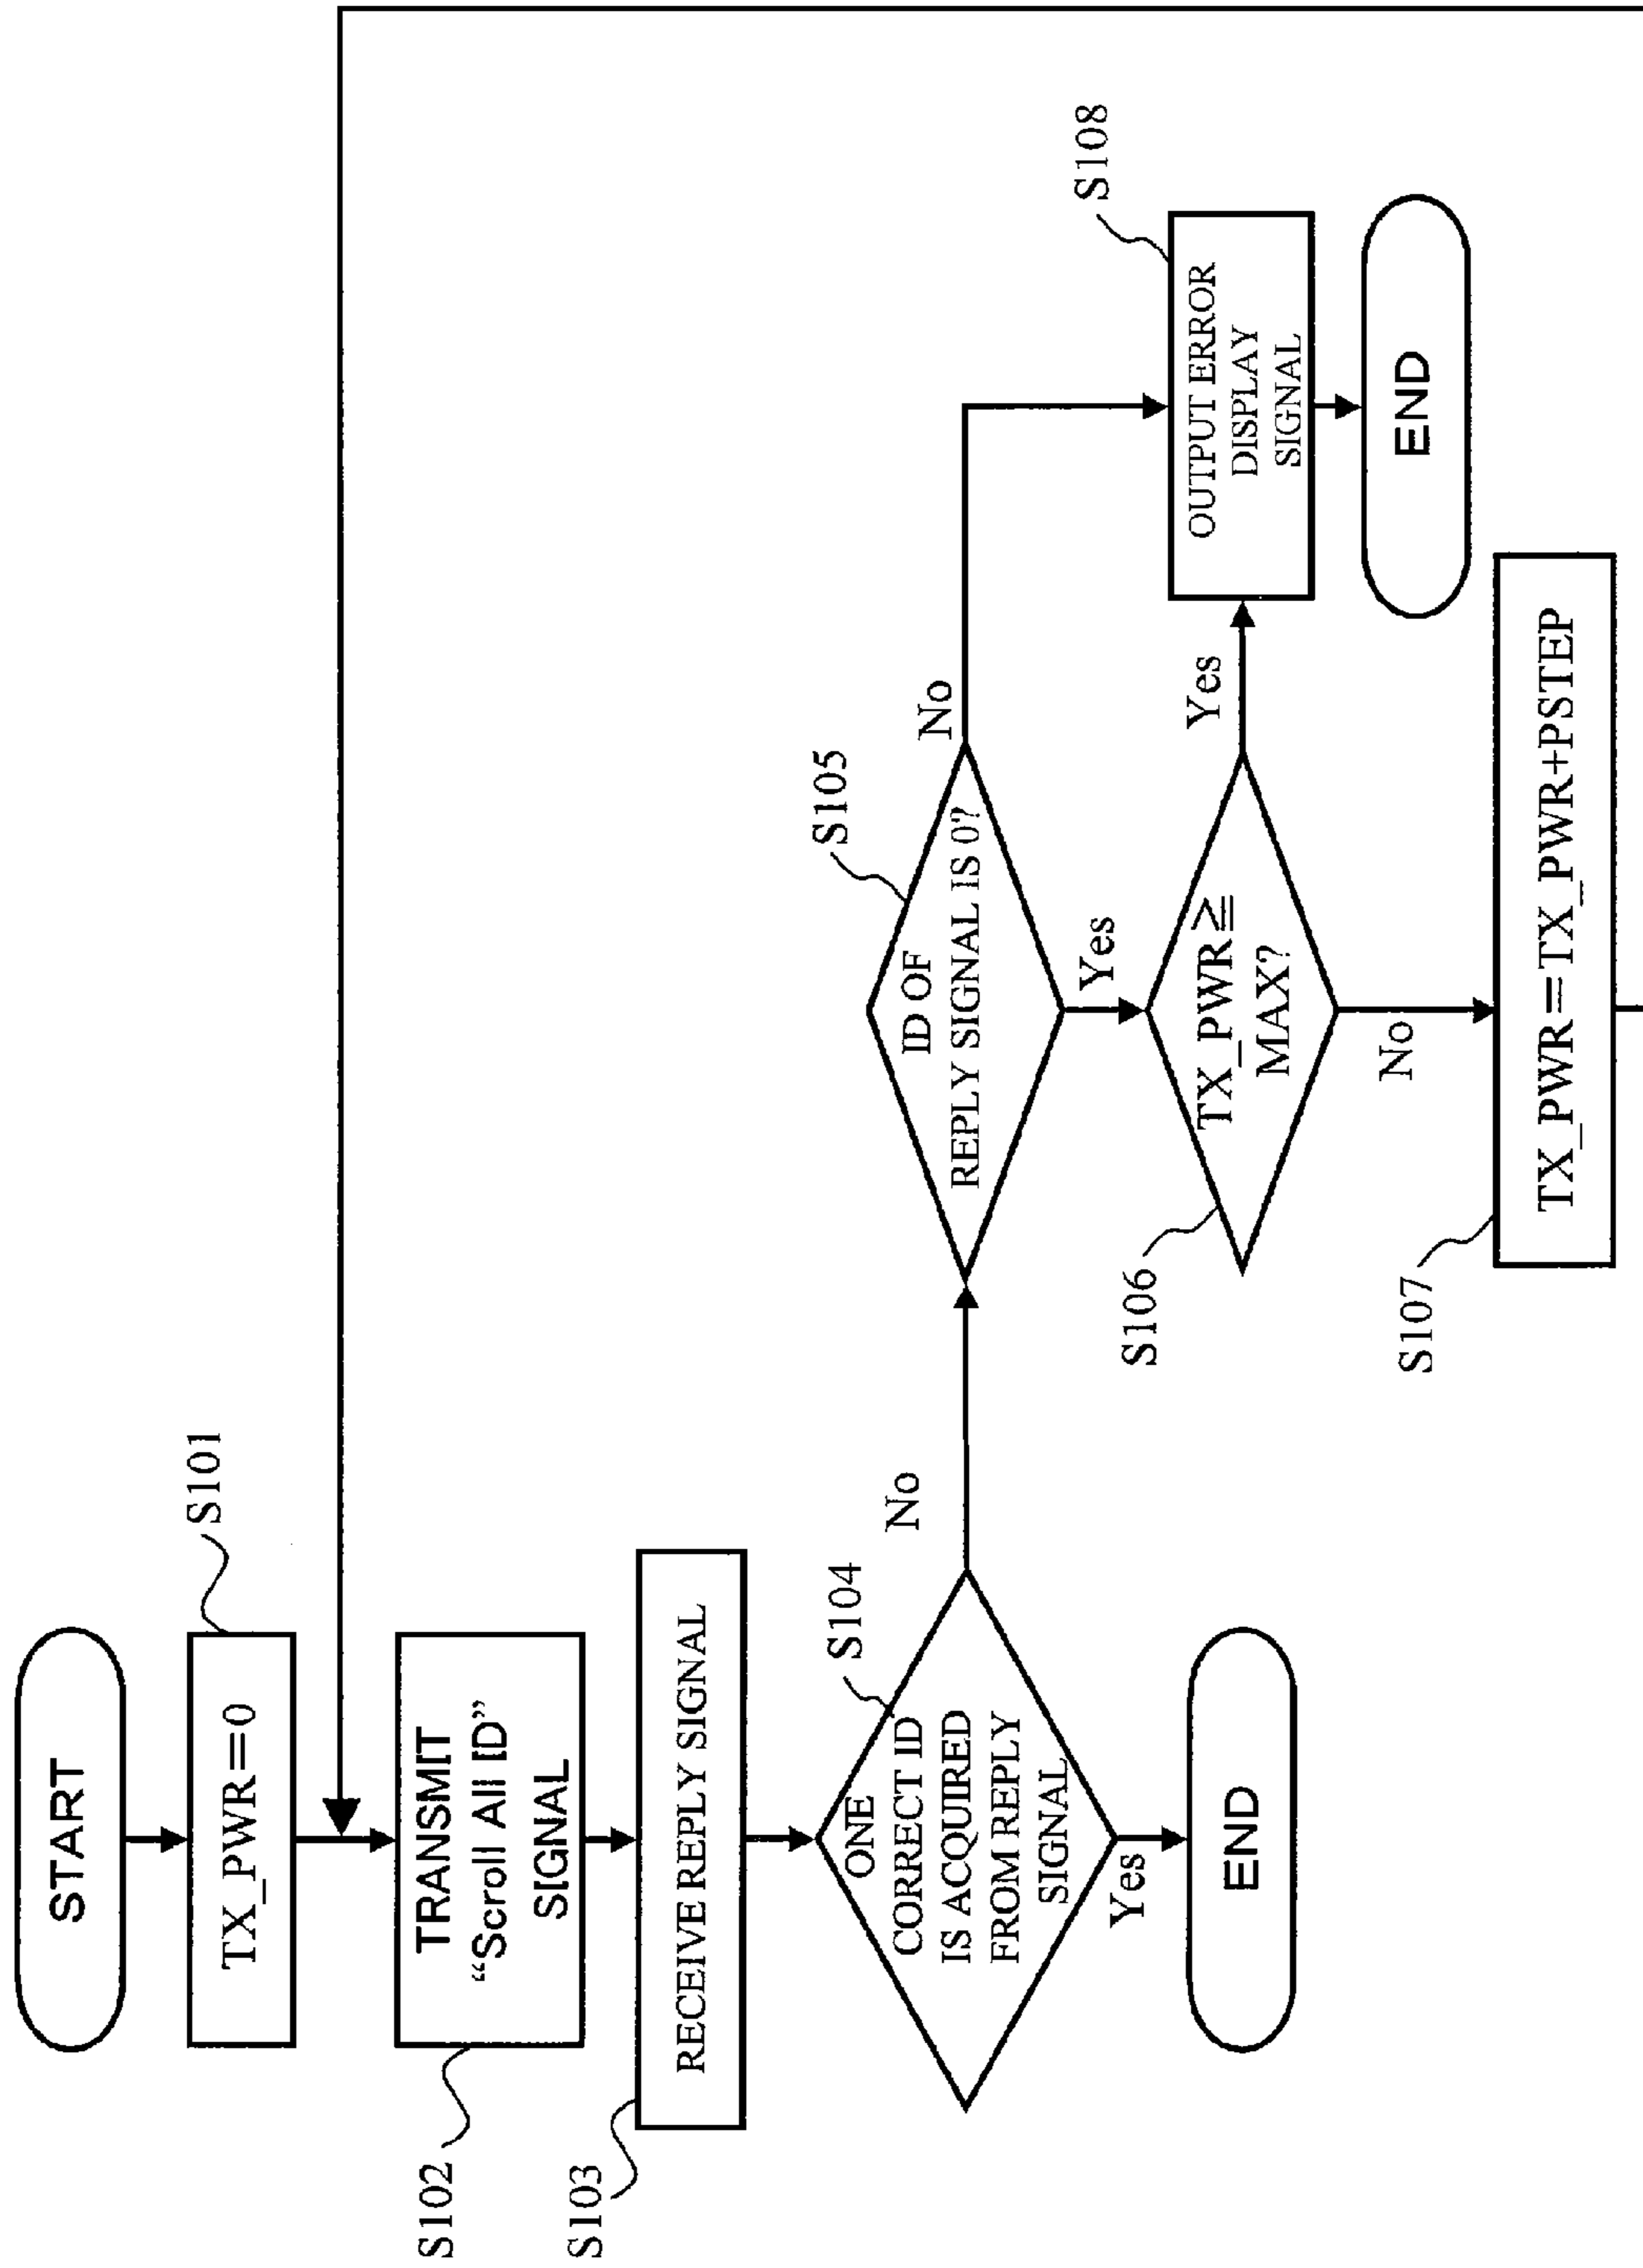 START
S101
TX_PWR=0
S102
TRANSMIT
“Scroll All ID”
SIGNAL
S103
RECEIVE REPLY SIGNAL
S104
ONE
CORRECT ID
IS ACQUIRED
FROM REPLY
SIGNAL
No
Yes
END
S105
ID OF
REPLY SIGNAL IS 0?
No
Yes
S106
TX_PWR≧
MAX?
Yes
No
S107
TX_PWR=TX_PWR+PSTEP
S108
OUTPUT ERROR
DISPLAY
SIGNAL
END